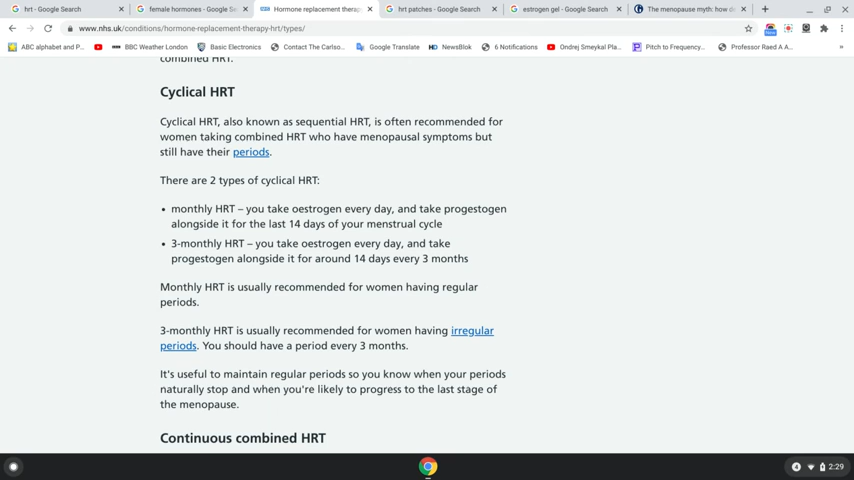 hrt - Google Search
female hormones - Google Se
NHS
Hormone replacement therap
hrt patches - Google Search
estrogen gel - Google Search
The menopause myth: how d
www.nhs.uk/conditions/hormone-replacement-therapy-hrt/types/
New
ABC alphabet and P...
BBC Weather London
Basic Electronics
Contact The Carlso...
Google Translate
HD NewsBlok
6 Notifications
Ondrej Smeykal Pla...
Pitch to Frequency...
Professor Raed A A...
»
combined HRT.
Cyclical HRT
Cyclical HRT, also known as sequential HRT, is often recommended for
women taking combined HRT who have menopausal symptoms but
still have their periods.
There are 2 types of cyclical HRT:
• monthly HRT – you take oestrogen every day, and take progestogen
alongside it for the last 14 days of your menstrual cycle
• 3-monthly HRT – you take oestrogen every day, and take
progestogen alongside it for around 14 days every 3 months
Monthly HRT is usually recommended for women having regular
periods.
3-monthly HRT is usually recommended for women having irregular
periods. You should have a period every 3 months.
It's useful to maintain regular periods so you know when your periods
naturally stop and when you're likely to progress to the last stage of
the menopause.
Continuous combined HRT
4
2:29